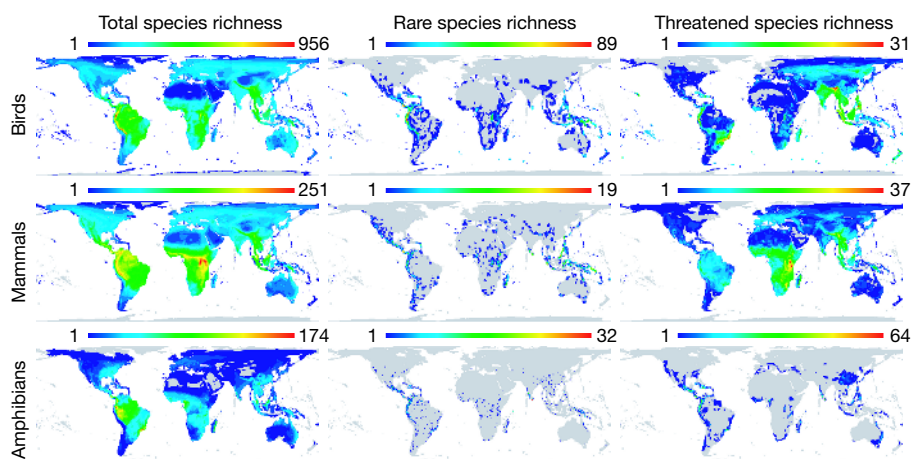 Total species richness Rare species richness Threatened species richness
1 956 1 89 1 31
Birds
1 251 1 19 1 37
Mammals
1 174 1 32 1 64
Amphibians